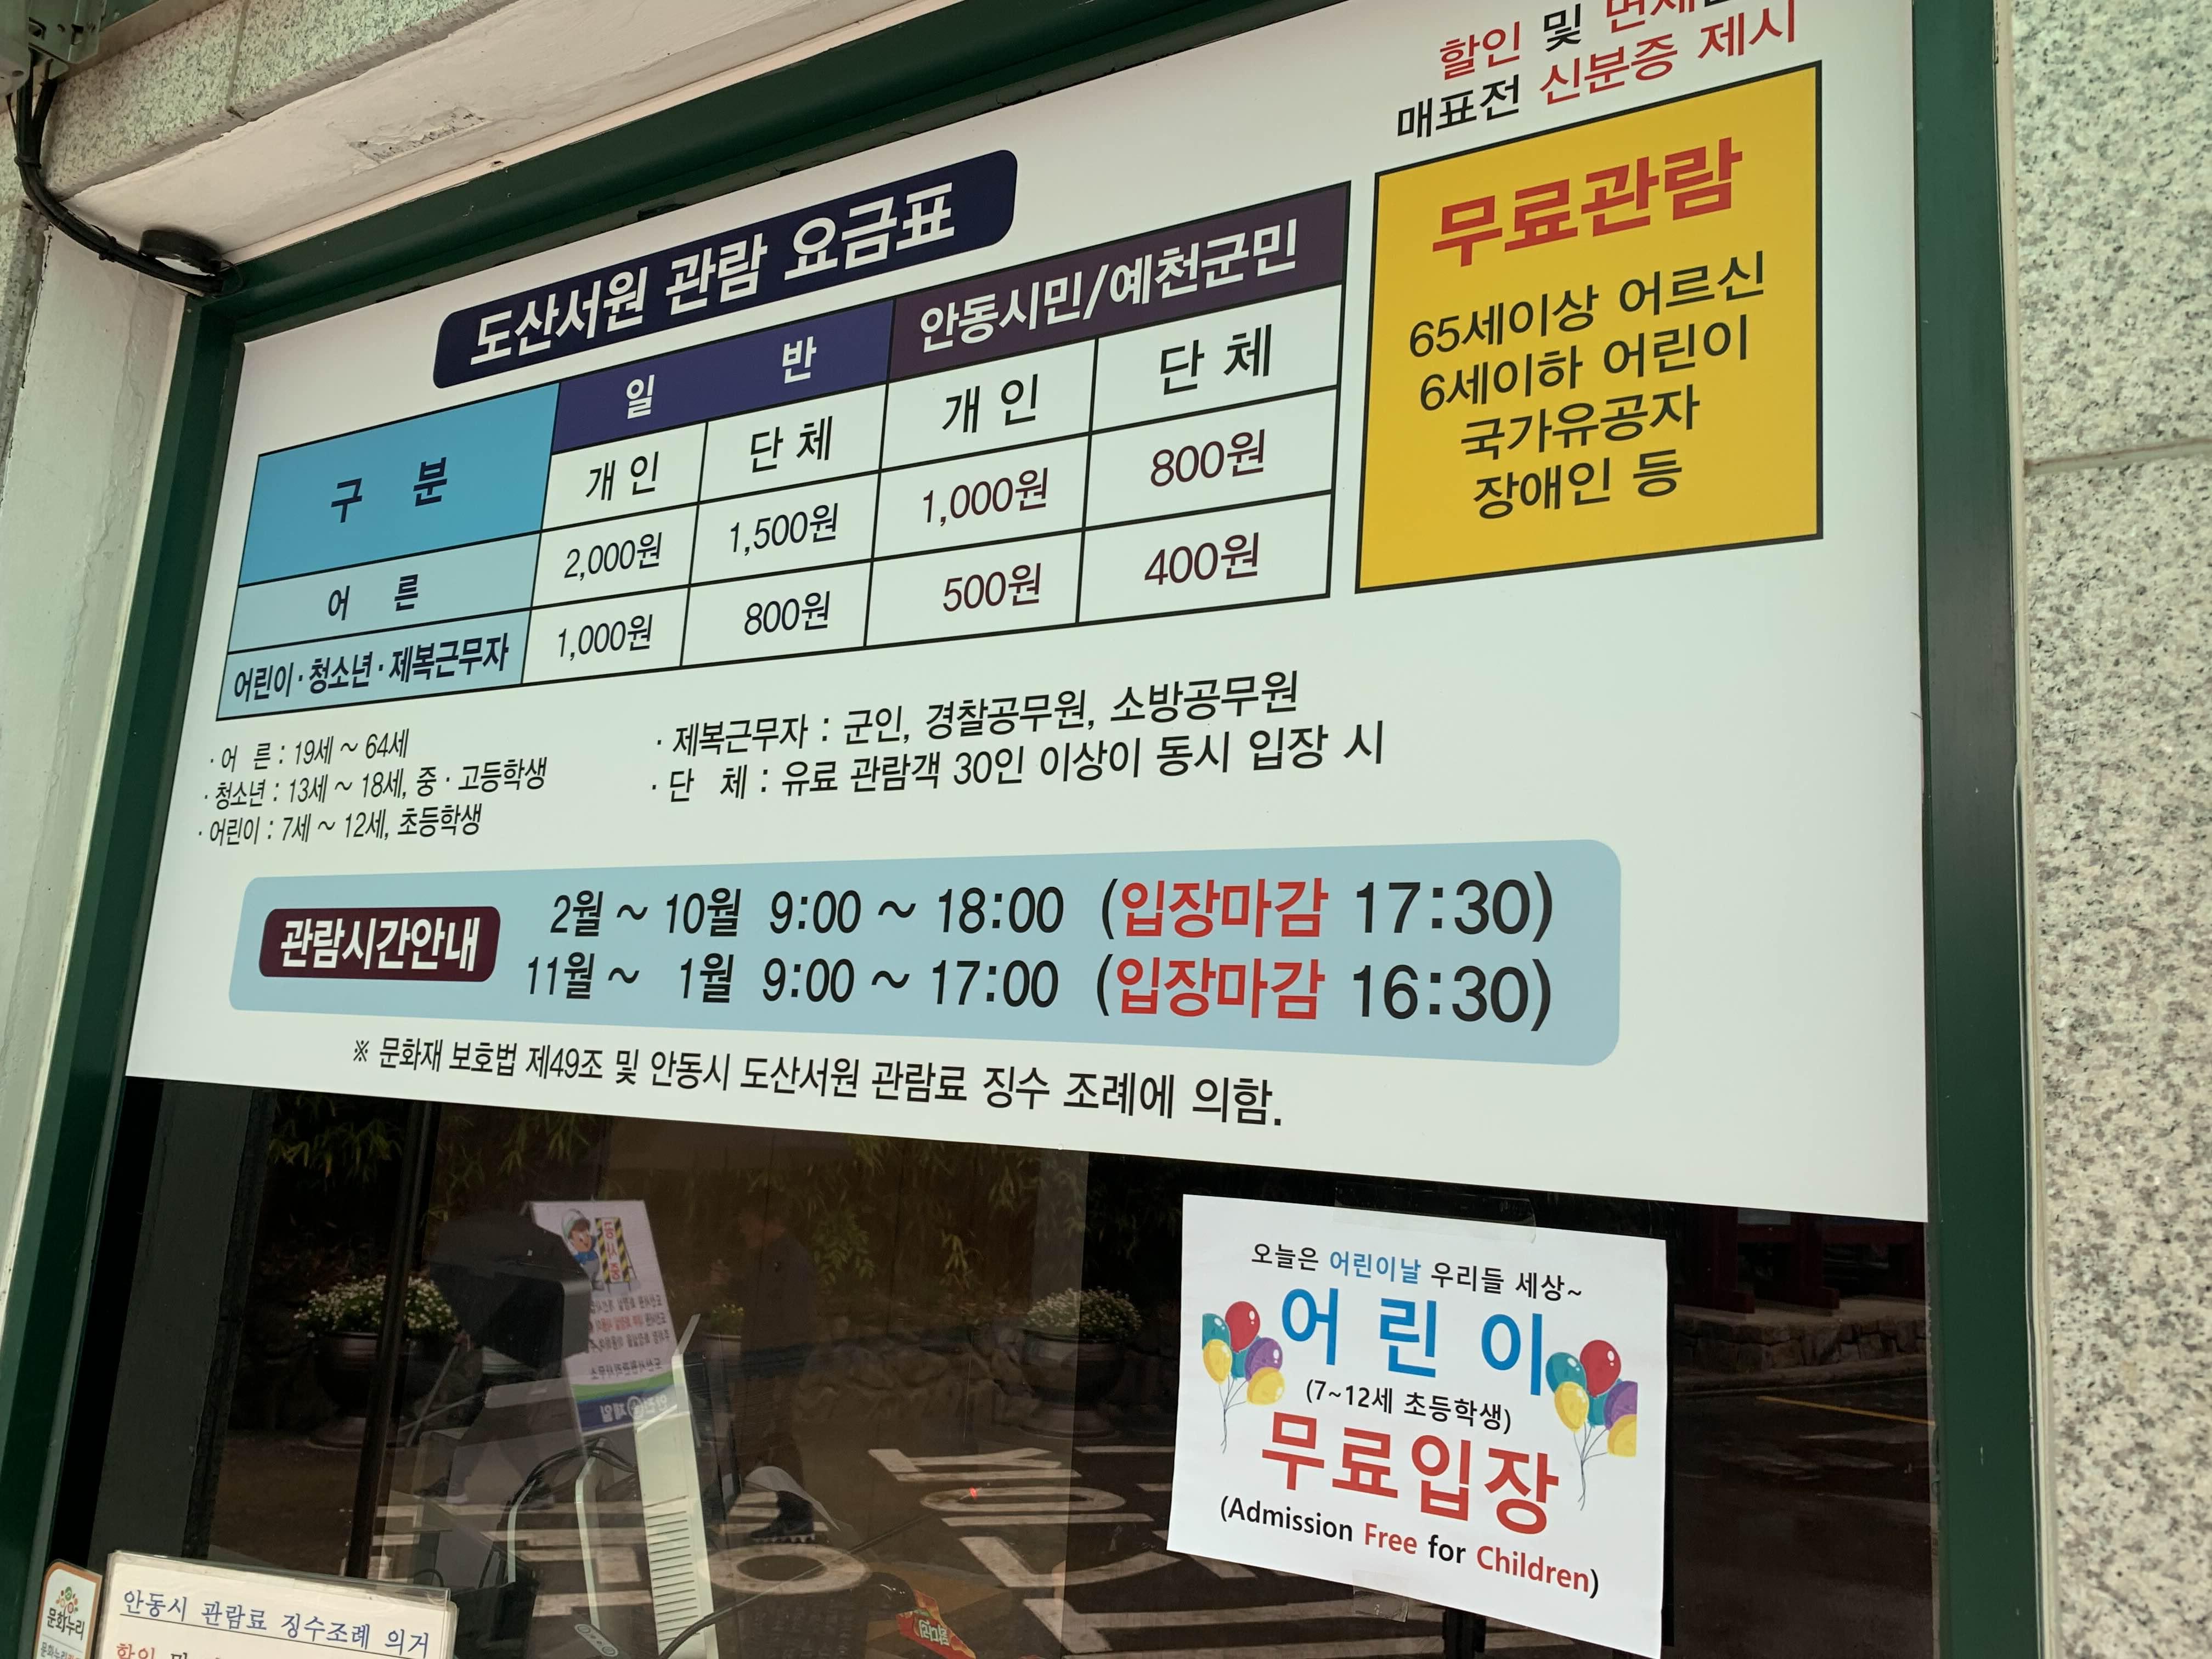 할인 및
매표전 신분증 제시
도산서원 관람 요금표
무료관람
65세이상 어르신
6세이하 어린이
국가유공자
장애인 등
구 분
일 반
안동시민/예천군민
개 인
단 체
개 인
단 체
어 른
2,000원
1,500원
1,000원
800원
어린이·청소년·제복근무자
1,000원
800원
500원
400원
· 어 른 : 19세 ~ 64세
· 청소년 : 13세 ~ 18세, 중 · 고등학생
· 어린이 : 7세 ~ 12세, 초등학생
· 제복근무자 : 군인, 경찰공무원, 소방공무원
· 단 체 : 유료 관람객 30인 이상이 동시 입장 시
관람시간안내
2월 ~ 10월 9:00 ~ 18:00 (입장마감 17:30)
11월 ~ 1월 9:00 ~ 17:00 (입장마감 16:30)
※ 문화재 보호법 제49조 및 안동시 도산서원 관람료 징수 조례에 의함.
오늘은 어린이날 우리들 세상~
어 린 이
(7~12세 초등학생)
무료입장
(Admission Free for Children)
문화누리
안동시 관람료 징수조례 의거